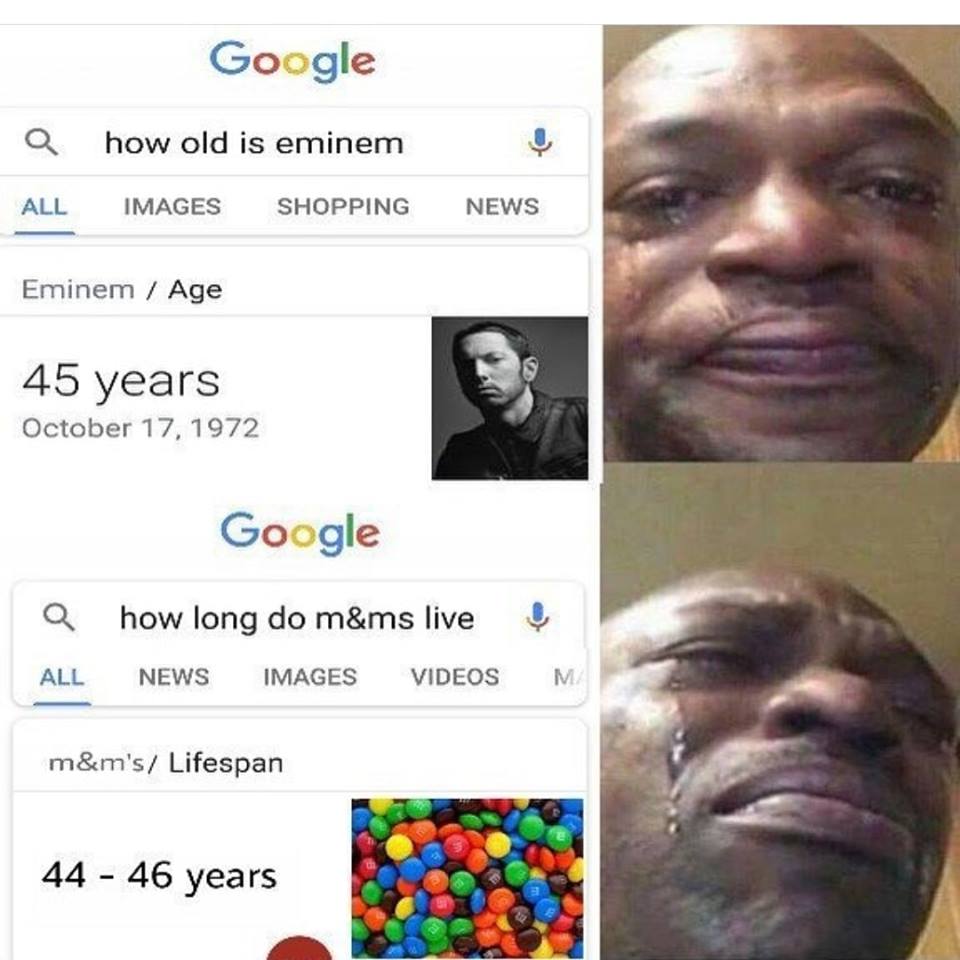 Google
how old is eminem
ALL IMAGES SHOPPING NEWS
Eminem / Age
45 years
October 17, 1972
Google
how long do m&ms live
ALL NEWS IMAGES VIDEOS
m&m's/ Lifespan
44 - 46 years